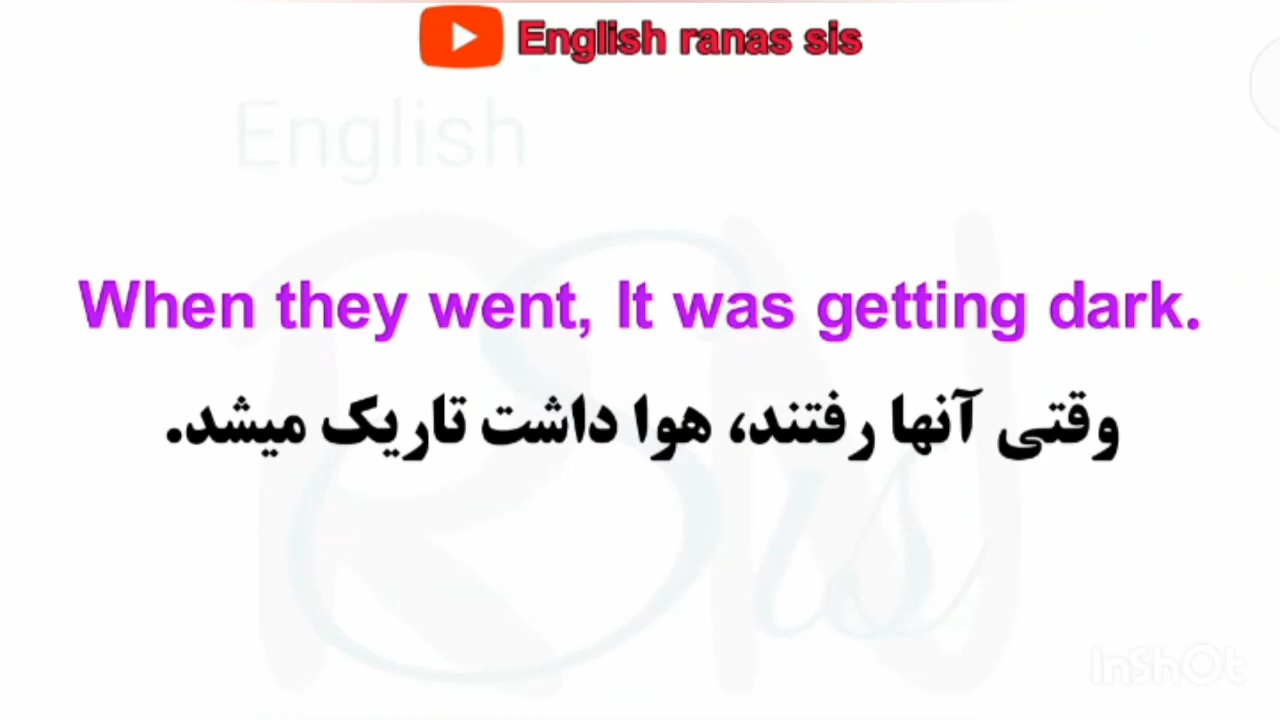 English ranas sis
English
When they went, It was getting dark.
وقتی آنها رفتند، هوا داشت تاریک میشد.
Sis
InShOt